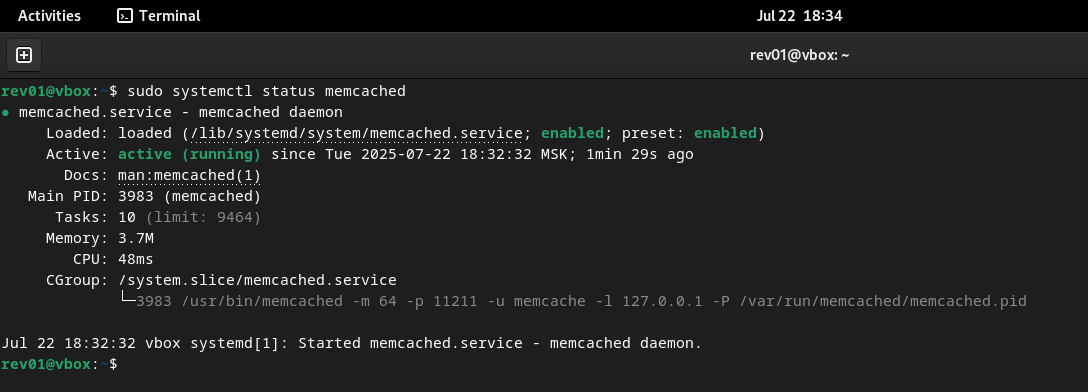 Activities Terminal Jul 22 18:34
rev01@vbox: ~
rev01@vbox:~$ sudo systemctl status memcached
● memcached.service - memcached daemon
Loaded: loaded (/lib/systemd/system/memcached.service; enabled; preset: enabled)
Active: active (running) since Tue 2025-07-22 18:32:32 MSK; 1min 29s ago
Docs: man:memcached(1)
Main PID: 3983 (memcached)
Tasks: 10 (limit: 9464)
Memory: 3.7M
CPU: 48ms
CGroup: /system.slice/memcached.service
└─3983 /usr/bin/memcached -m 64 -p 11211 -u memcache -l 127.0.0.1 -P /var/run/memcached/memcached.pid
Jul 22 18:32:32 vbox systemd[1]: Started memcached.service - memcached daemon.
rev01@vbox:~$